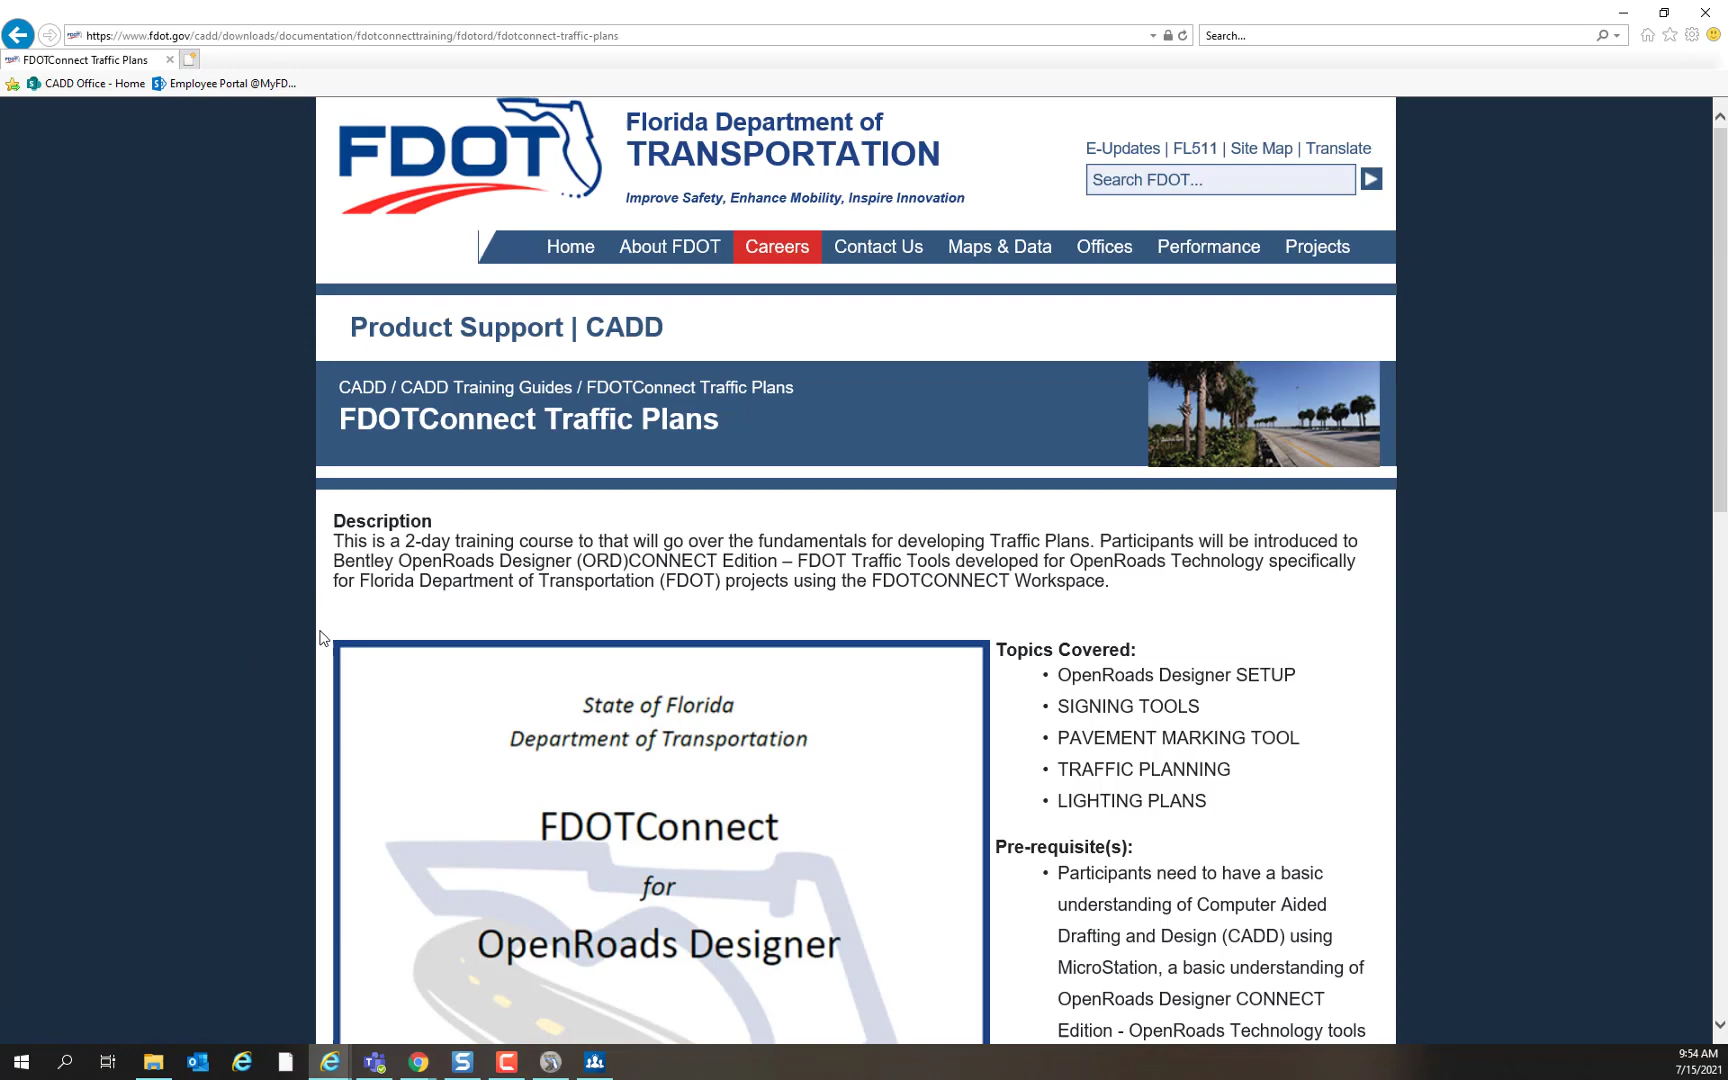 https://www.fdot.gov/cadd/downloads/documentation/fdotconnecttraining/fdotord/fdotconnect-traffic-plans
Search...
FDOTConnect Traffic Plans
CADD Office - Home
Employee Portal @MyFD...
FDOT
Florida Department of
TRANSPORTATION
Improve Safety, Enhance Mobility, Inspire Innovation
E-Updates | FL511 | Site Map | Translate
Search FDOT...
Home About FDOT Careers Contact Us Maps & Data Offices Performance Projects
Product Support | CADD
CADD / CADD Training Guides / FDOTConnect Traffic Plans
FDOTConnect Traffic Plans
Description
This is a 2-day training course to that will go over the fundamentals for developing Traffic Plans. Participants will be introduced to
Bentley OpenRoads Designer (ORD)CONNECT Edition – FDOT Traffic Tools developed for OpenRoads Technology specifically
for Florida Department of Transportation (FDOT) projects using the FDOTCONNECT Workspace.
State of Florida
Department of Transportation
FDOTConnect
for
OpenRoads Designer
Topics Covered:
• OpenRoads Designer SETUP
• SIGNING TOOLS
• PAVEMENT MARKING TOOL
• TRAFFIC PLANNING
• LIGHTING PLANS
Pre-requisite(s):
• Participants need to have a basic
understanding of Computer Aided
Drafting and Design (CADD) using
MicroStation, a basic understanding of
OpenRoads Designer CONNECT
Edition - OpenRoads Technology tools
9:54 AM
7/15/2021